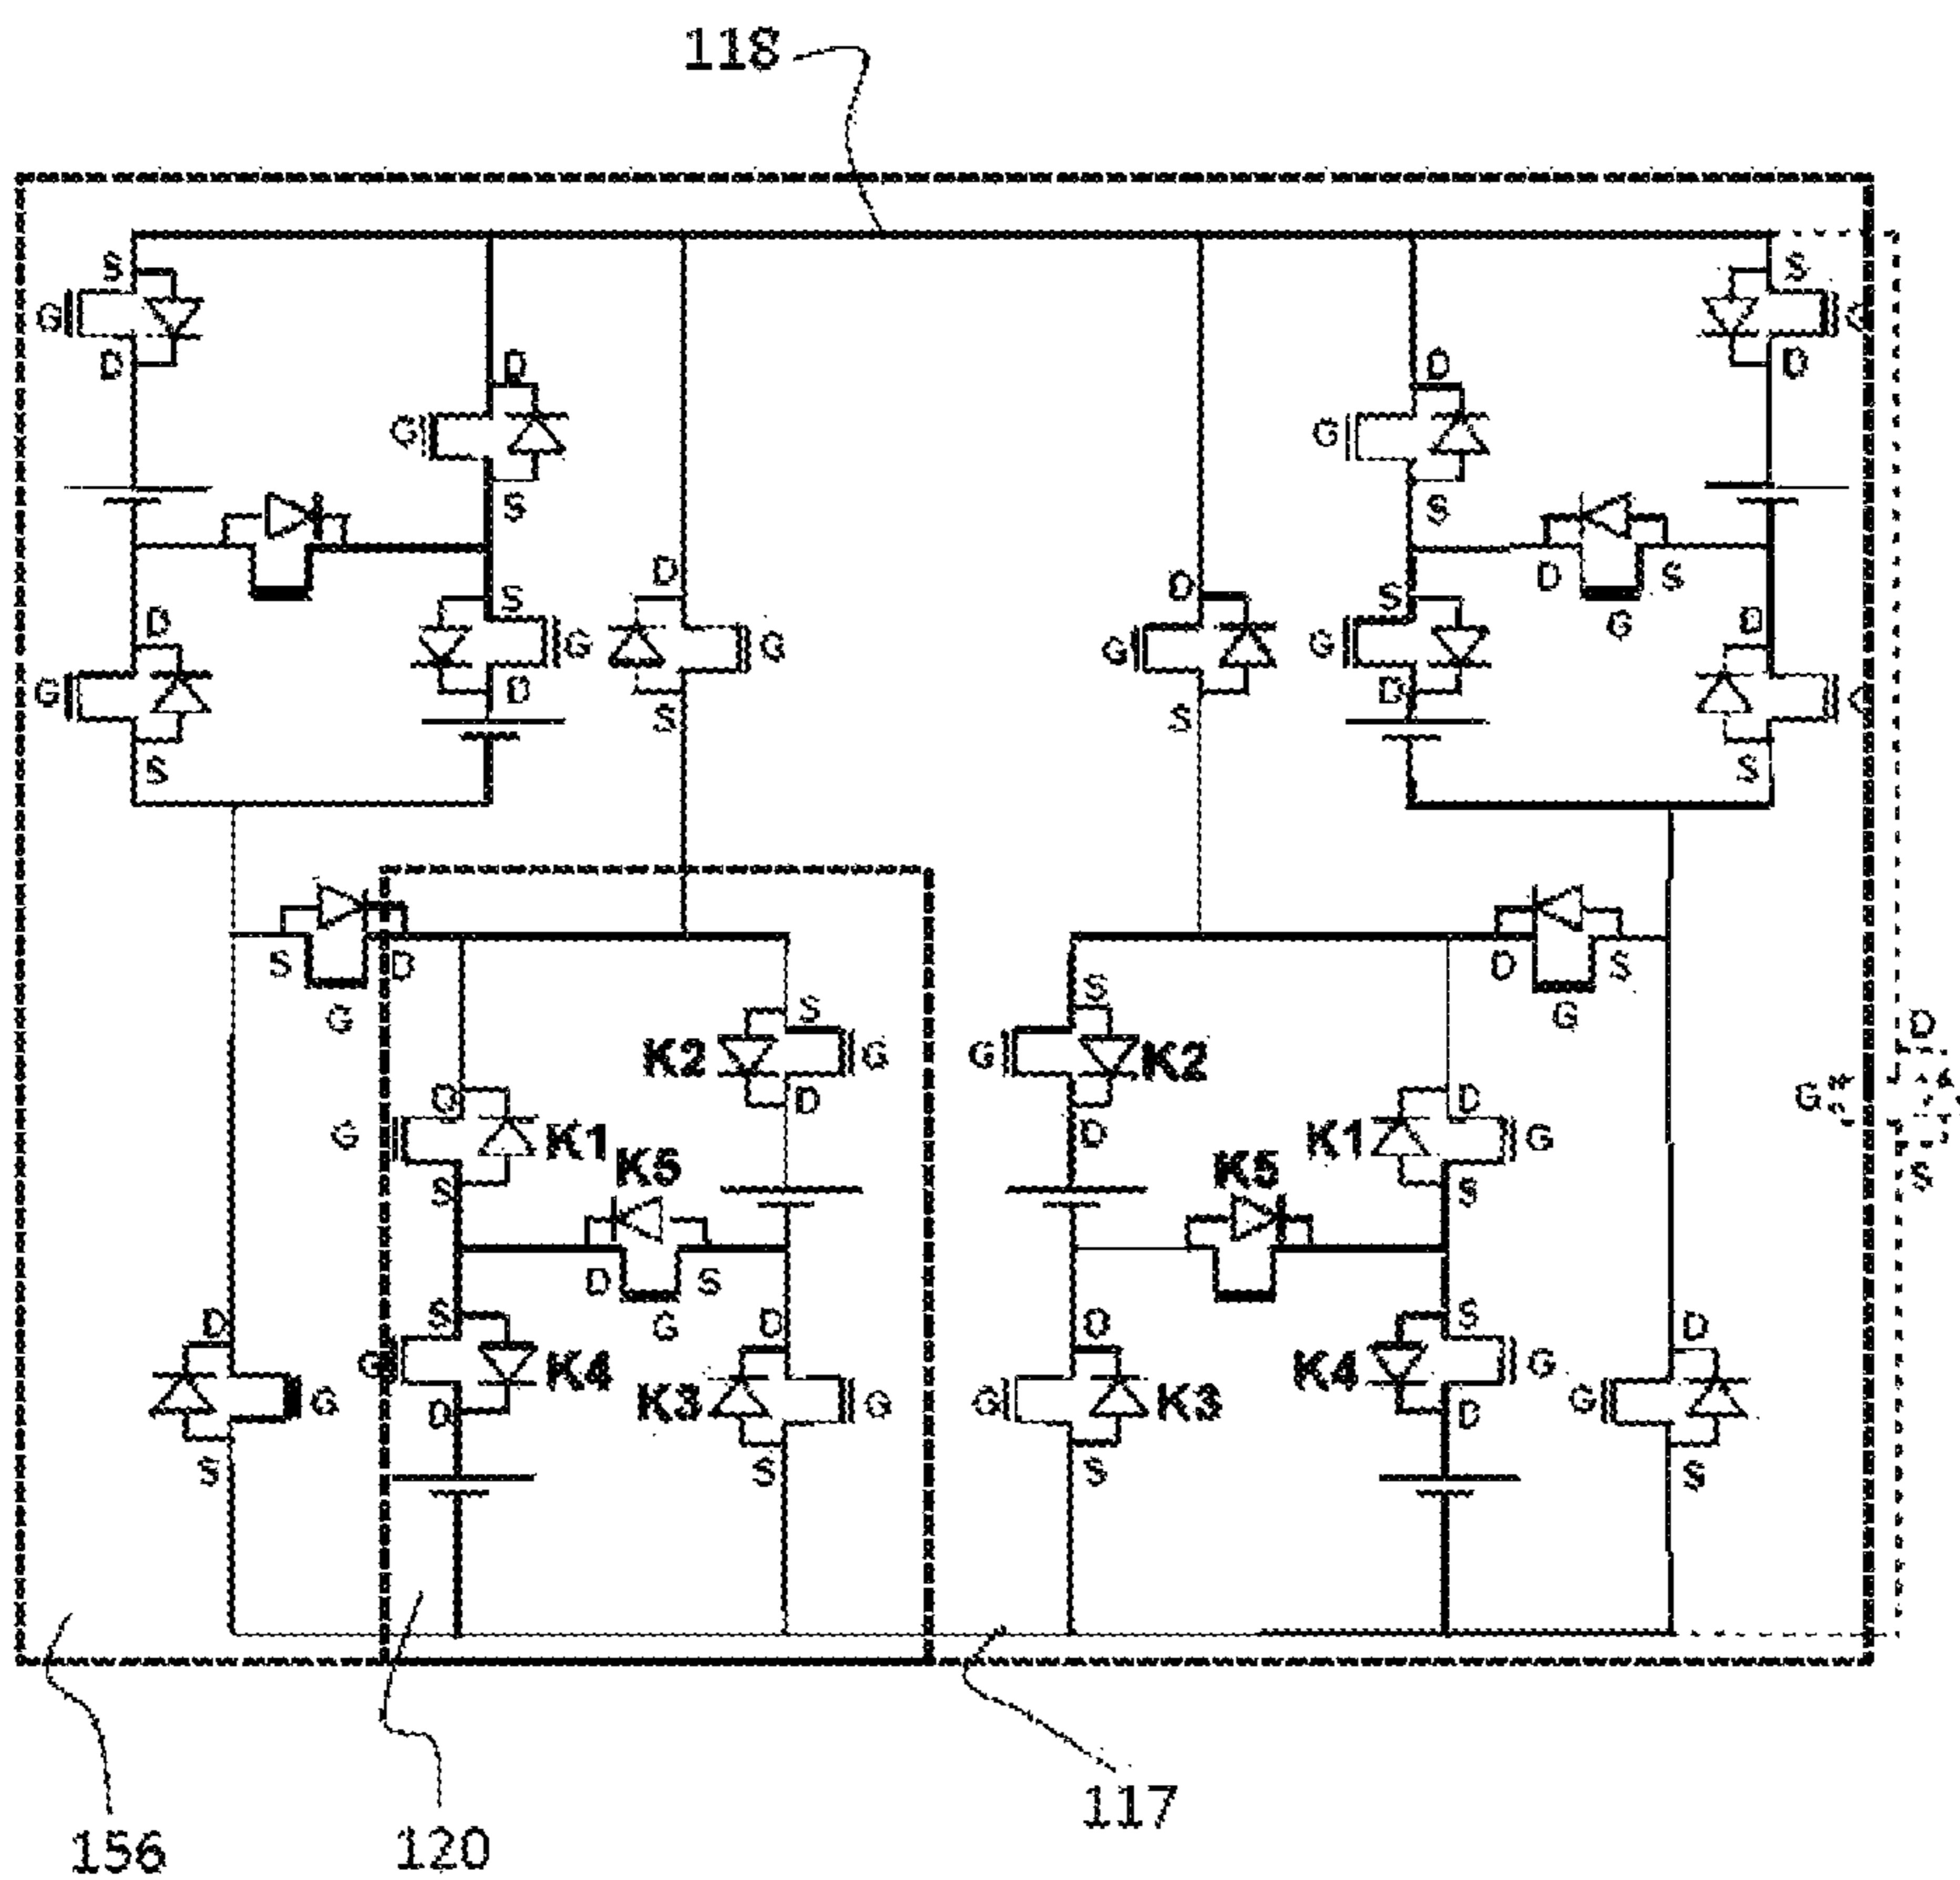 118
S S
G G
D D
D D
G G
S S
D S
D D
D S G
S S
G G G G G
D D
S S
S S
S D D S
G G
D
S S
K2 G G K2
D
G
S
D D
G K1 K5 K5 K1 G
S S
D S
G
S D O S D
G K4 K3 G G K3 K4 G G
G
D D
S S S S
117
156 120